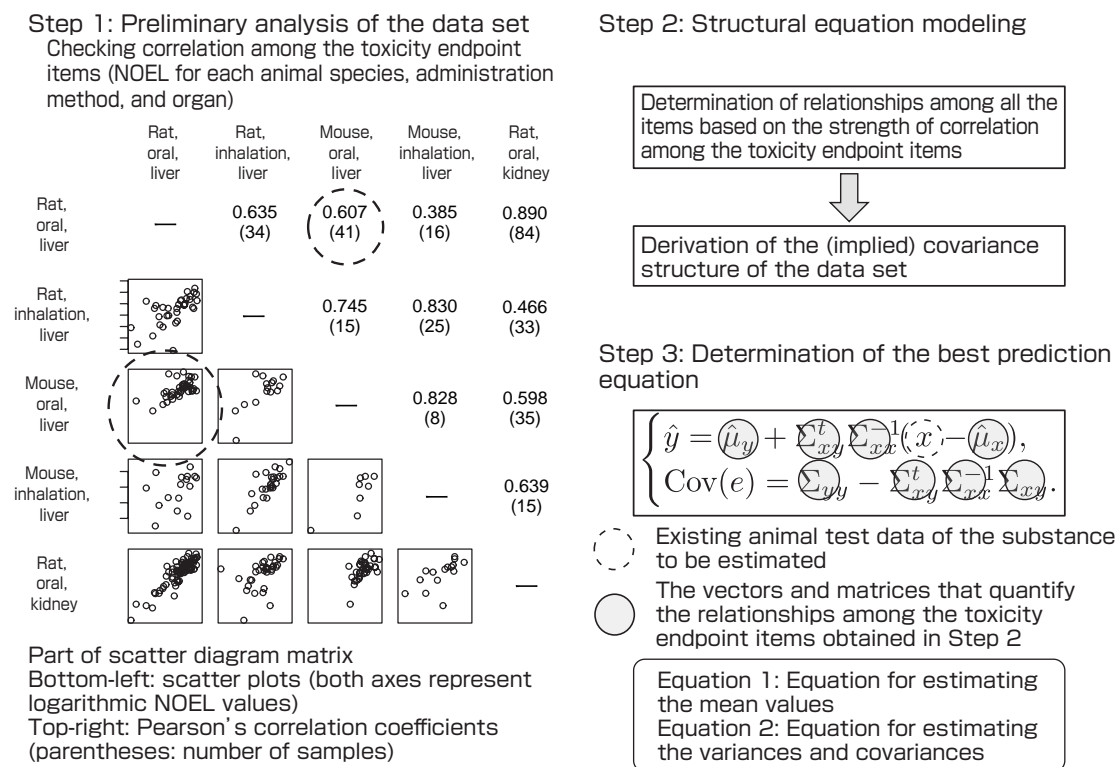 Step 1: Preliminary analysis of the data set
Checking correlation among the toxicity endpoint
items (NOEL for each animal species, administration
method, and organ)
Rat, oral, liver
Rat, inhalation, liver
Mouse, oral, liver
Mouse, inhalation, liver
Rat, oral, kidney
Rat, oral, liver
— 0.635 (34) 0.607 (41) 0.385 (16) 0.890 (84)
Rat, inhalation, liver
— 0.745 (15) 0.830 (25) 0.466 (33)
Mouse, oral, liver
— 0.828 (8) 0.598 (35)
Mouse, inhalation, liver
— 0.639 (15)
Rat, oral, kidney
—
Part of scatter diagram matrix
Bottom-left: scatter plots (both axes represent
logarithmic NOEL values)
Top-right: Pearson's correlation coefficients
(parentheses: number of samples)
Step 2: Structural equation modeling
Determination of relationships among all the
items based on the strength of correlation
among the toxicity endpoint items
Derivation of the (implied) covariance
structure of the data set
Step 3: Determination of the best prediction
equation
ŷ = μ̂_y + Σ^t_xy Σ^−1_xx (x − μ̂_x),
Cov(e) = Σ_yy − Σ^t_xy Σ^−1_xx Σ_xy.
Existing animal test data of the substance
to be estimated
The vectors and matrices that quantify
the relationships among the toxicity
endpoint items obtained in Step 2
Equation 1: Equation for estimating
the mean values
Equation 2: Equation for estimating
the variances and covariances